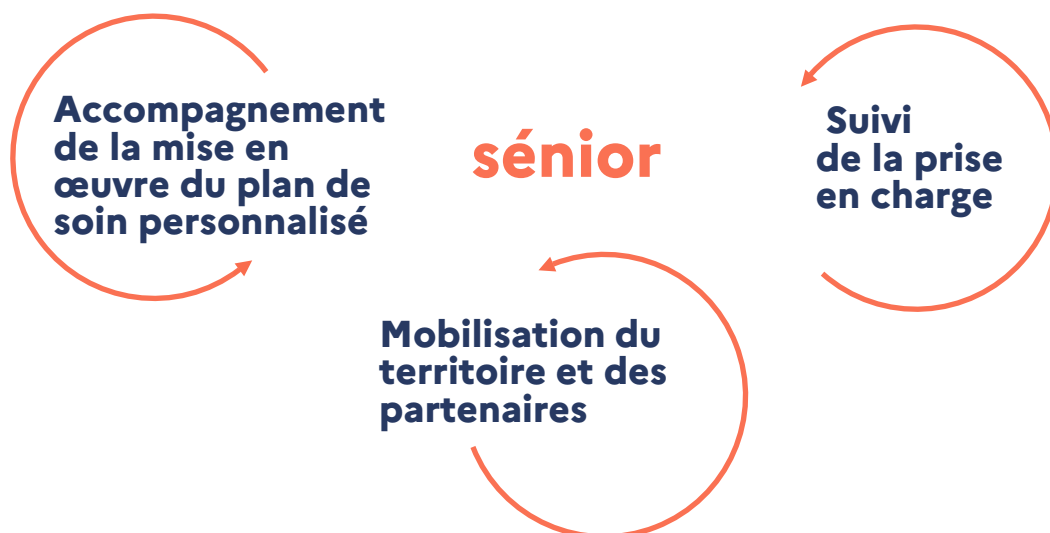 Accompagnement
de la mise en
œuvre du plan de
soin personnalisé
sénior
Suivi
de la prise
en charge
Mobilisation du
territoire et des
partenaires